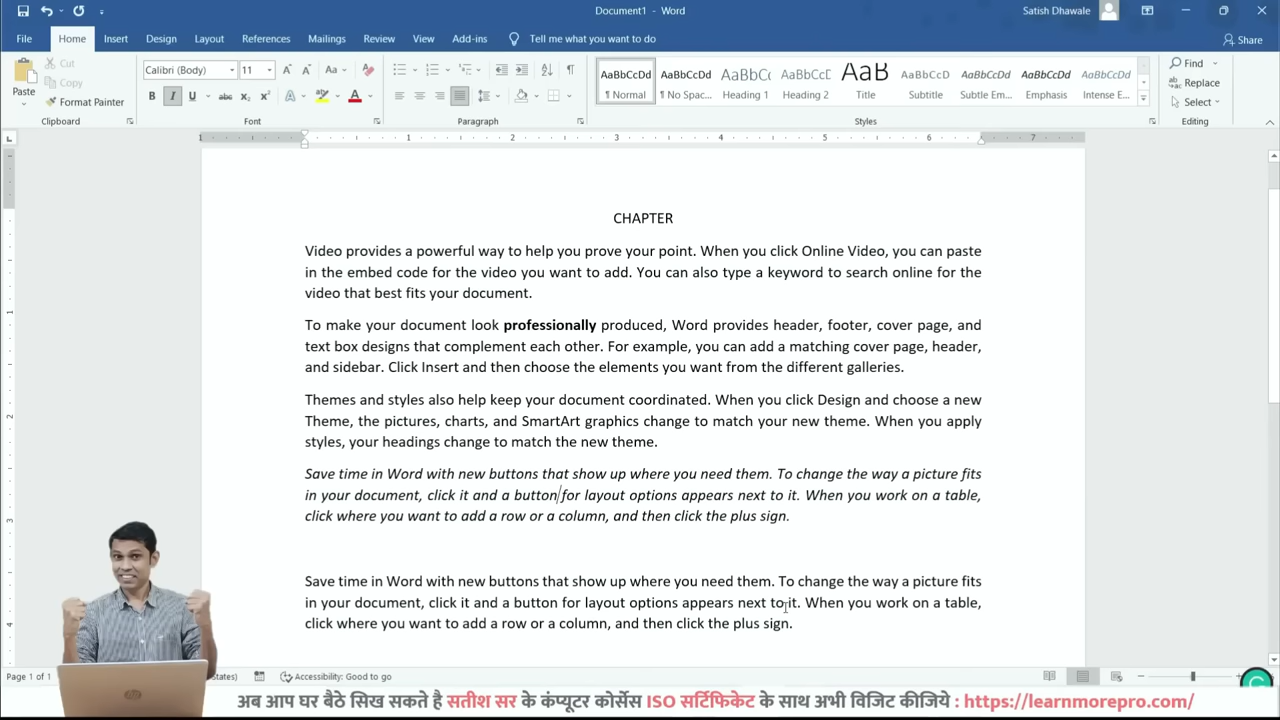 Document1 - Word
Satish Dhawale
File Home Insert Design Layout References Mailings Review View Add-ins Tell me what you want to do Share
Paste
Cut
Copy
Format Painter
Clipboard
Calibri (Body) 11
Font
Paragraph
AaBbCcDd AaBbCcDd AaBbC AaBbCcD AaB AaBbCcD AaBbCcDd AaBbCcDd AaBbCcDd
¶ Normal ¶ No Spac... Heading 1 Heading 2 Title Subtitle Subtle Em... Emphasis Intense E...
Styles
Find
Replace
Select
Editing
1 1 2 3 4 5 6 7
CHAPTER
Video provides a powerful way to help you prove your point. When you click Online Video, you can paste
in the embed code for the video you want to add. You can also type a keyword to search online for the
video that best fits your document.
To make your document look professionally produced, Word provides header, footer, cover page, and
text box designs that complement each other. For example, you can add a matching cover page, header,
and sidebar. Click Insert and then choose the elements you want from the different galleries.
Themes and styles also help keep your document coordinated. When you click Design and choose a new
Theme, the pictures, charts, and SmartArt graphics change to match your new theme. When you apply
styles, your headings change to match the new theme.
Save time in Word with new buttons that show up where you need them. To change the way a picture fits
in your document, click it and a button for layout options appears next to it. When you work on a table,
click where you want to add a row or a column, and then click the plus sign.
Save time in Word with new buttons that show up where you need them. To change the way a picture fits
in your document, click it and a button for layout options appears next to it. When you work on a table,
click where you want to add a row or a column, and then click the plus sign.
Page 1 of 1 States) Accessibility: Good to go
अब आप घर बैठे सिख सकते है सतीश सर के कंप्यूटर कोर्सेस ISO सर्टिफिकेट के साथ अभी विजिट कीजिये : https://learnmorepro.com/